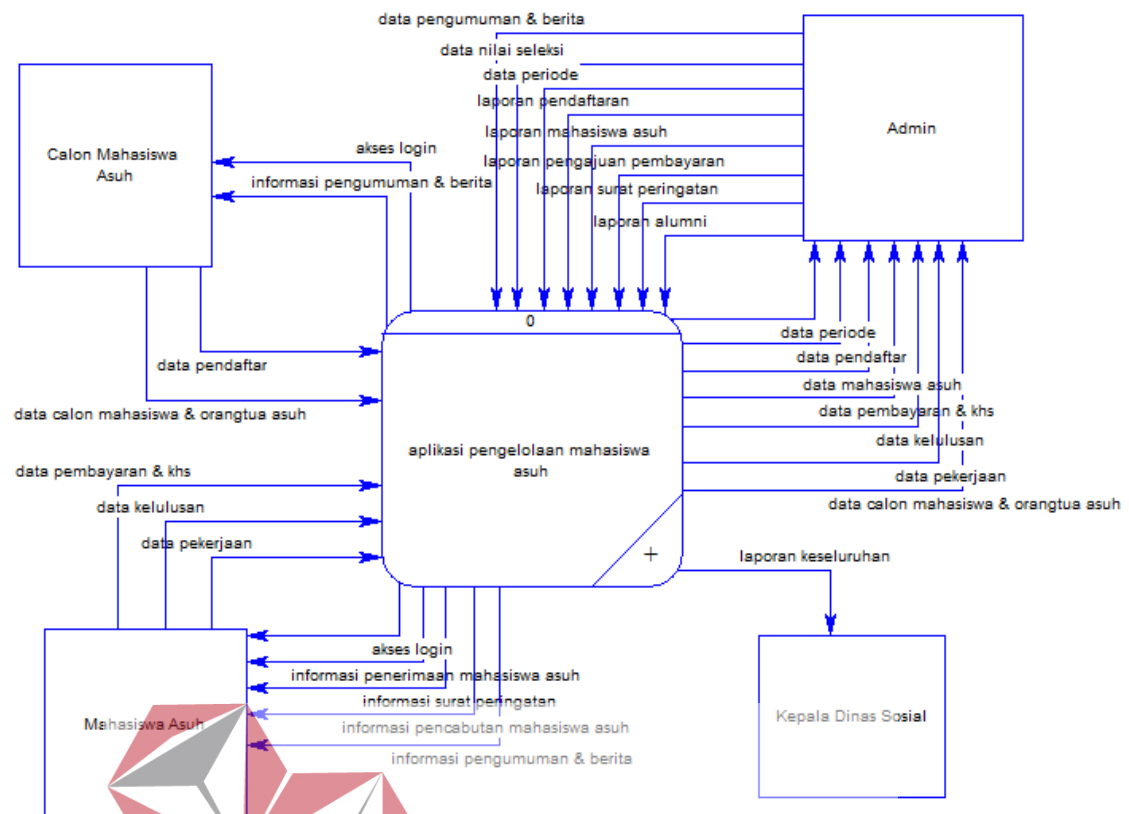 data pengumuman & berita
data nilai seleksi
data periode
laporan pendaftaran
laporan mahasiswa asuh
laporan pengajuan pembayaran
laporan surat peringatan
laporan alumni
Admin
Calon Mahasiswa
Asuh
akses login
informasi pengumuman & berita
data pendaftar
data calon mahasiswa & orangtua asuh
0
aplikasi pengelolaan mahasiswa
asuh
+
data periode
data pendaftar
data mahasiswa asuh
data pembayaran & khs
data kelulusan
data pekerjaan
data calon mahasiswa & orangtua asuh
data pembayaran & khs
data kelulusan
data pekerjaan
laporan keseluruhan
Mahasiswa Asuh
akses login
informasi penerimaan mahasiswa asuh
informasi surat peringatan
informasi pencabutan mahasiswa asuh
informasi pengumuman & berita
Kepala Dinas Sosial